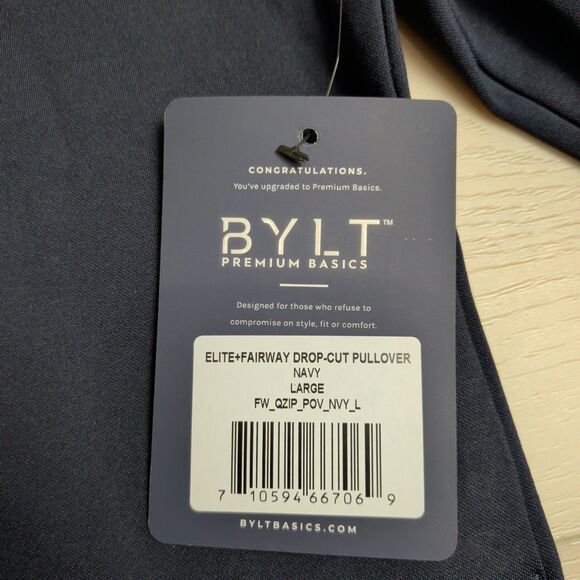 CONGRATULATIONS.
You've upgraded to Premium Basics.
BYLT™
PREMIUM BASICS
Designed for those who refuse to
compromise on style, fit or comfort.
ELITE+FAIRWAY DROP-CUT PULLOVER
NAVY
LARGE
FW_QZIP_POV_NVY_L
7 10594 66706 9
BYLTBASICS.COM